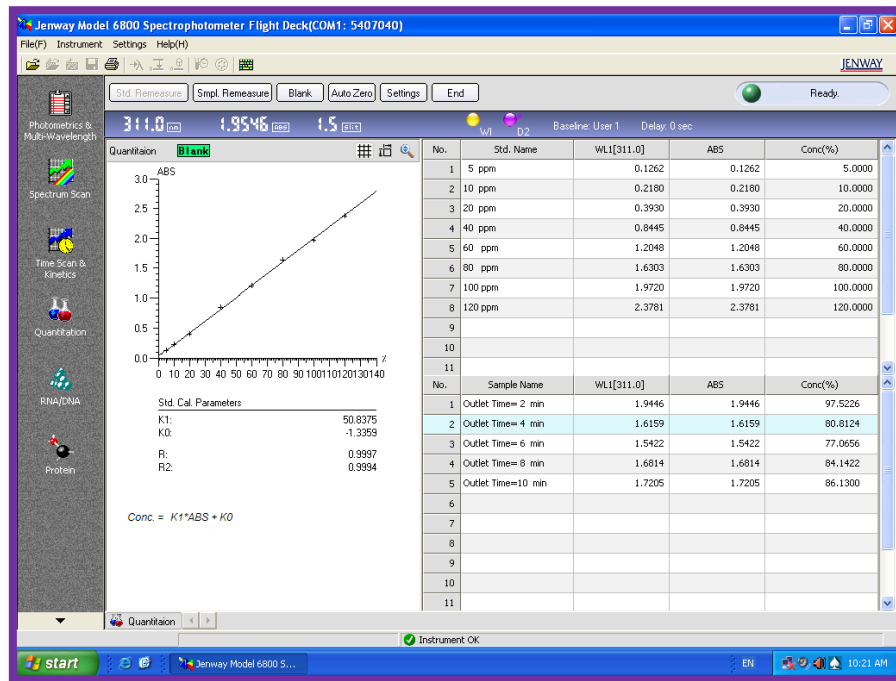 Jenway Model 6800 Spectrophotometer Flight Deck(COM1: 5407040)
File(F) Instrument Settings Help(H)
JENWAY
Std. Remeasure Smpl. Remeasure Blank Auto Zero Settings End Ready.
311.0 nm 1.9546 ABS 1.5 Slit W1 D2 Baseline: User 1 Delay: 0 sec
Photometrics &
Multi-Wavelength
Spectrum Scan
Time Scan &
Kinetics
Quantitation
RNA/DNA
Protein
Quantitaion Blank
ABS
3.0
2.5
2.0
1.5
1.0
0.5
0.0
%
0 10 20 30 40 50 60 70 80 90 100110120130140
Std. Cal. Parameters
K1: 50.8375
K0: -1.3359
R: 0.9997
R2: 0.9994
Conc. = K1*ABS + K0
No. Std. Name WL1[311.0] ABS Conc(%)
1 5 ppm 0.1262 0.1262 5.0000
2 10 ppm 0.2180 0.2180 10.0000
3 20 ppm 0.3930 0.3930 20.0000
4 40 ppm 0.8445 0.8445 40.0000
5 60 ppm 1.2048 1.2048 60.0000
6 80 ppm 1.6303 1.6303 80.0000
7 100 ppm 1.9720 1.9720 100.0000
8 120 ppm 2.3781 2.3781 120.0000
9
10
11
No. Sample Name WL1[311.0] ABS Conc(%)
1 Outlet Time= 2 min 1.9446 1.9446 97.5226
2 Outlet Time= 4 min 1.6159 1.6159 80.8124
3 Outlet Time= 6 min 1.5422 1.5422 77.0656
4 Outlet Time= 8 min 1.6814 1.6814 84.1422
5 Outlet Time=10 min 1.7205 1.7205 86.1300
6
7
8
9
10
11
Quantitaion
Instrument OK
start Jenway Model 6800 S... EN 10:21 AM